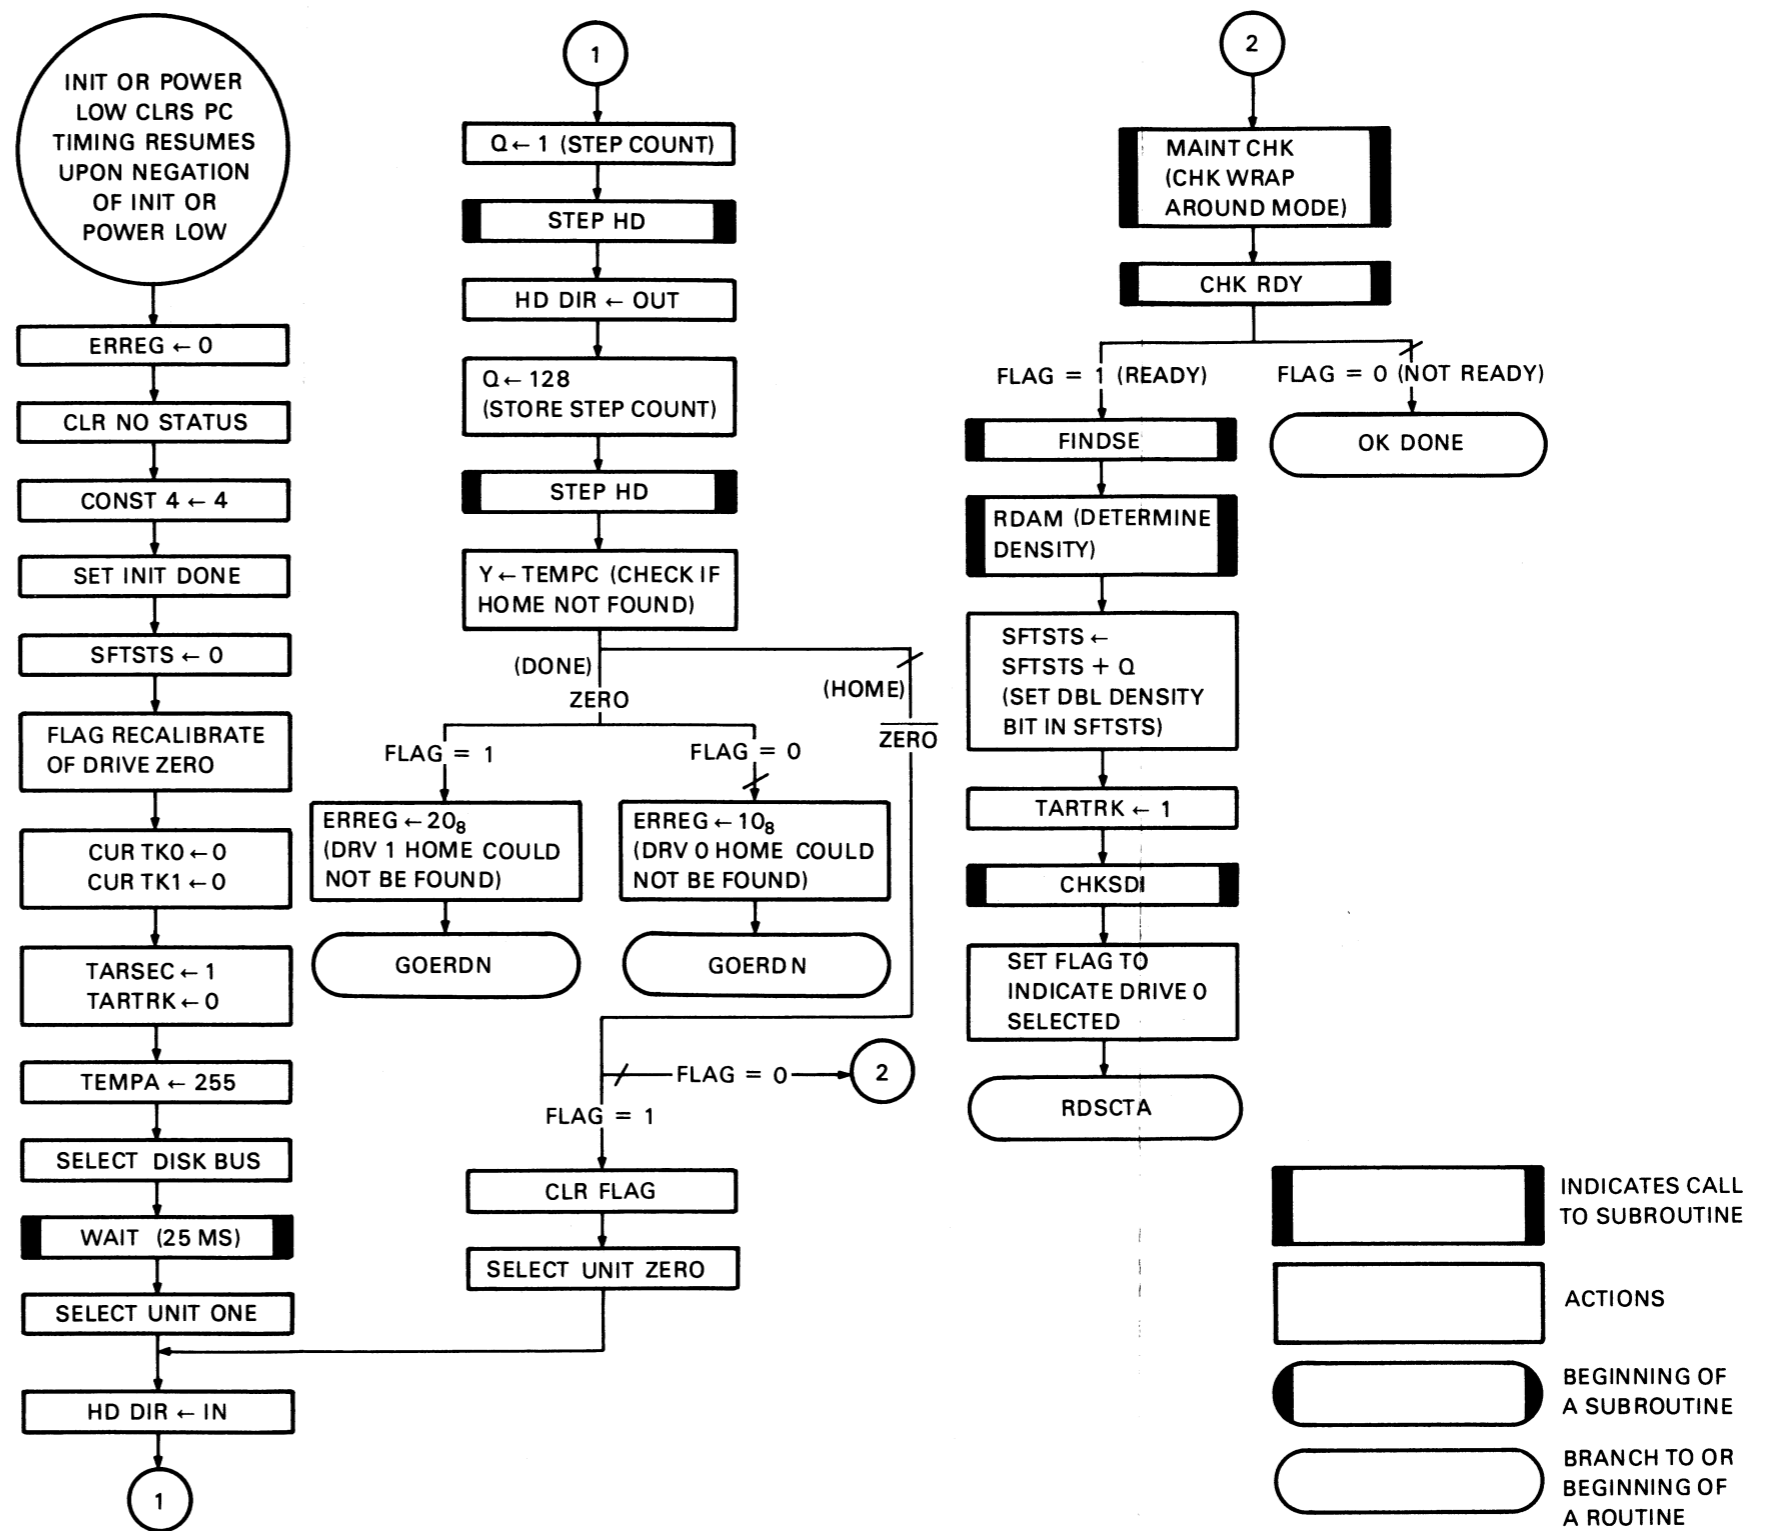 INIT OR POWER
LOW CLRS PC
TIMING RESUMES
UPON NEGATION
OF INIT OR
POWER LOW
ERREG ← 0
CLR NO STATUS
CONST 4 ← 4
SET INIT DONE
SFTSTS ← 0
FLAG RECALIBRATE
OF DRIVE ZERO
CUR TK0 ← 0
CUR TK1 ← 0
TARSEC ← 1
TARTRK ← 0
TEMPA ← 255
SELECT DISK BUS
WAIT (25 MS)
SELECT UNIT ONE
HD DIR ← IN
1
1
Q ← 1 (STEP COUNT)
STEP HD
HD DIR ← OUT
Q ← 128
(STORE STEP COUNT)
STEP HD
Y ← TEMPC (CHECK IF
HOME NOT FOUND)
(DONE)
ZERO
(HOME)
Z̅E̅R̅O̅
FLAG = 1
FLAG = 0
ERREG ← 20₈
(DRV 1 HOME COULD
NOT BE FOUND)
GOERDN
ERREG ← 10₈
(DRV 0 HOME COULD
NOT BE FOUND)
GOERDN
FLAG = 0
2
FLAG = 1
CLR FLAG
SELECT UNIT ZERO
2
MAINT CHK
(CHK WRAP
AROUND MODE)
CHK RDY
FLAG = 1 (READY)
FLAG = 0 (NOT READY)
OK DONE
FINDSE
RDAM (DETERMINE
DENSITY)
SFTSTS ←
SFTSTS + Q
(SET DBL DENSITY
BIT IN SFTSTS)
TARTRK ← 1
CHKSDI
SET FLAG TO
INDICATE DRIVE 0
SELECTED
RDSCTA
INDICATES CALL
TO SUBROUTINE
ACTIONS
BEGINNING OF
A SUBROUTINE
BRANCH TO OR
BEGINNING OF
A ROUTINE